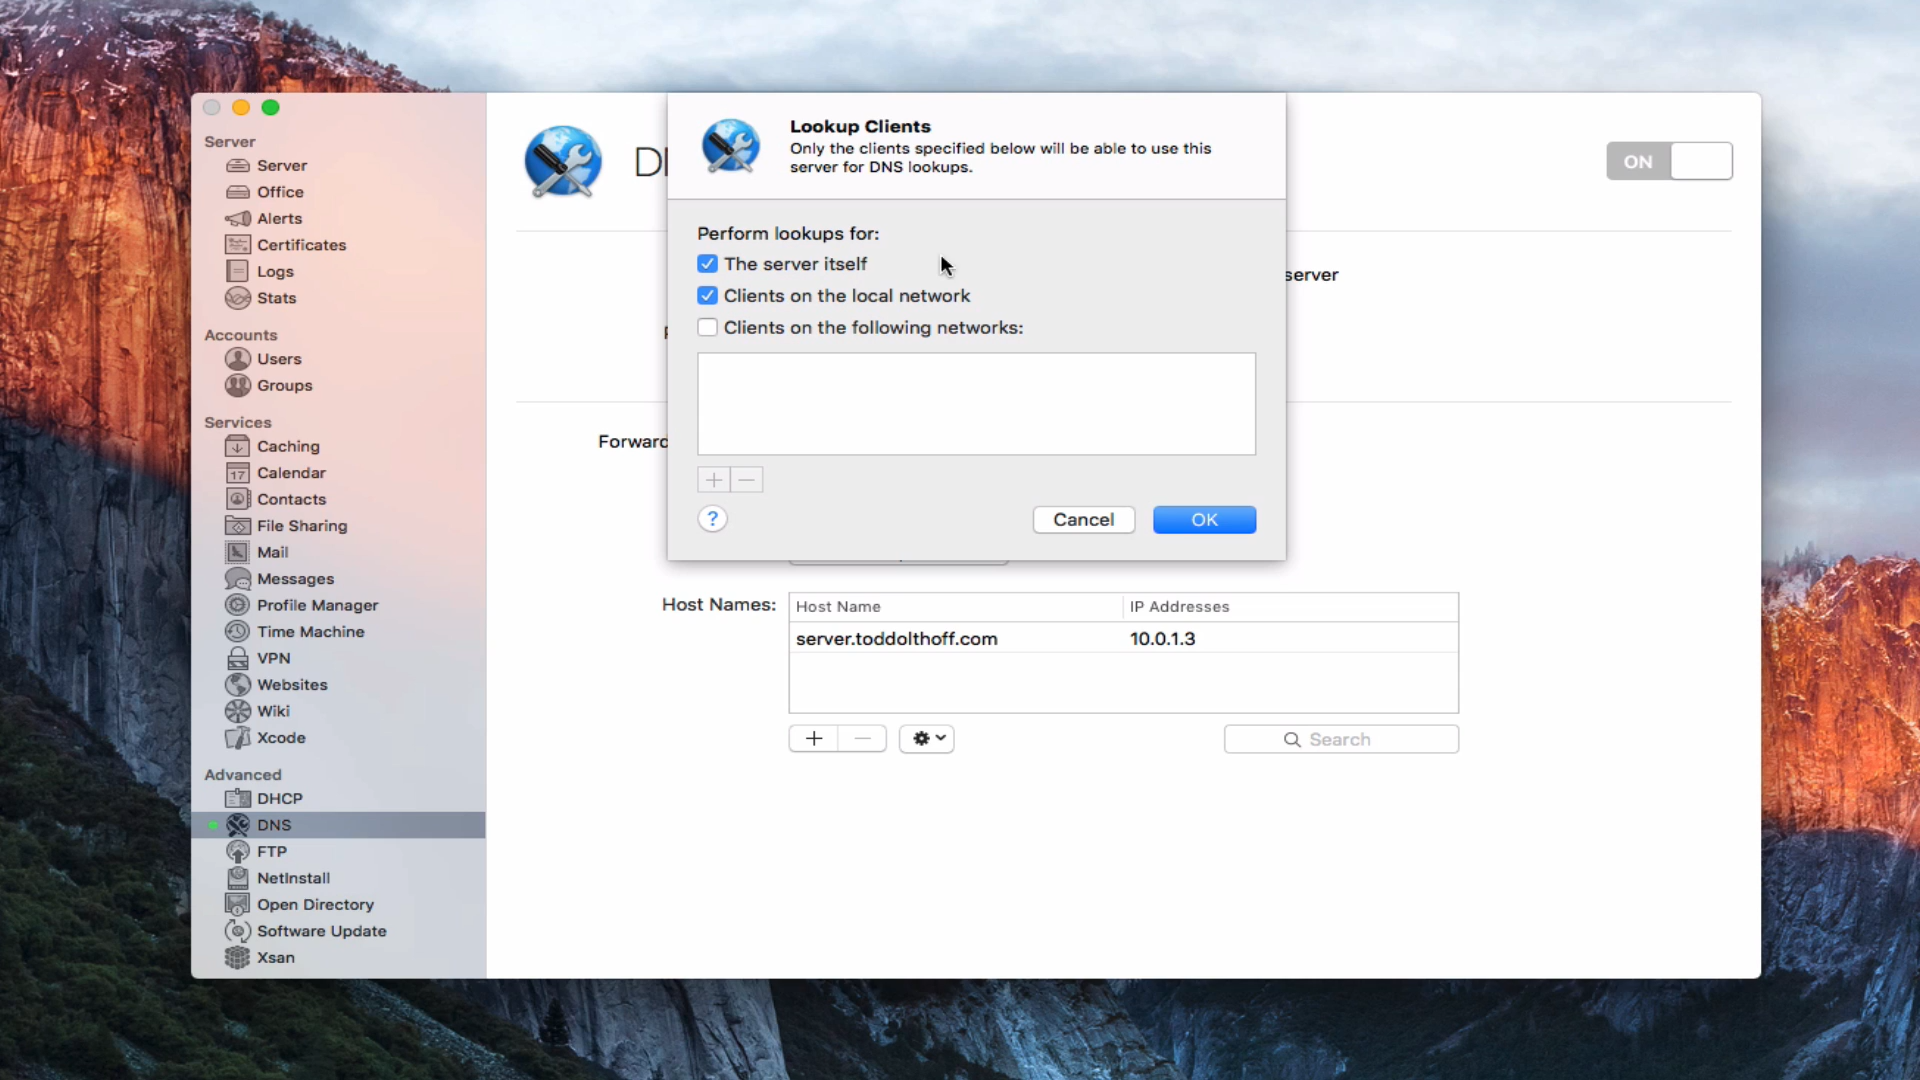 Server
Server
Office
Alerts
Certificates
Logs
Stats
Accounts
Users
Groups
Services
Caching
17
Calendar
Contacts
File Sharing
Mail
Messages
Profile Manager
Time Machine
VPN
Websites
Wiki
Xcode
Advanced
DHCP
DNS
FTP
NetInstall
Open Directory
Software Update
Xsan
ON
server
Forward
Lookup Clients
Only the clients specified below will be able to use this
server for DNS lookups.
Perform lookups for:
The server itself
Clients on the local network
Clients on the following networks:
+ −
?
Cancel OK
Host Names:
Host Name IP Addresses
server.toddolthoff.com 10.0.1.3
+ −
Search